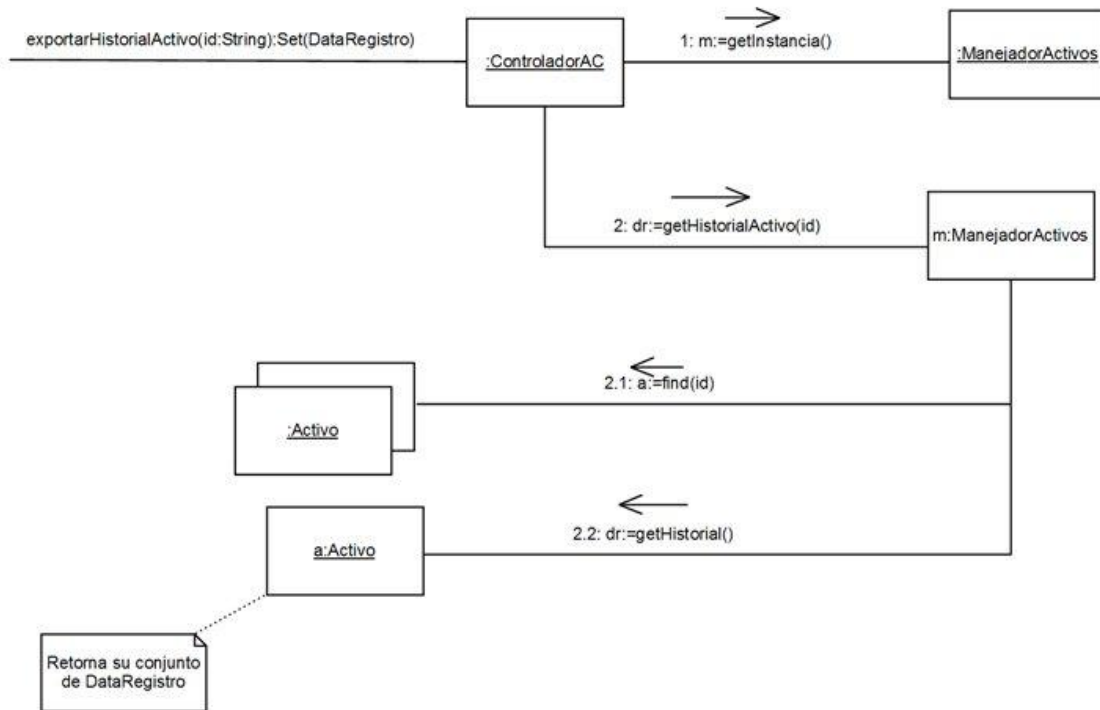 exportarHistorialActivo(id:String):Set(DataRegistro)
:ControladorAC
1: m:=getInstancia()
:ManejadorActivos
2: dr:=getHistorialActivo(id)
m:ManejadorActivos
2.1: a:=find(id)
:Activo
2.2: dr:=getHistorial()
a:Activo
Retorna su conjunto
de DataRegistro